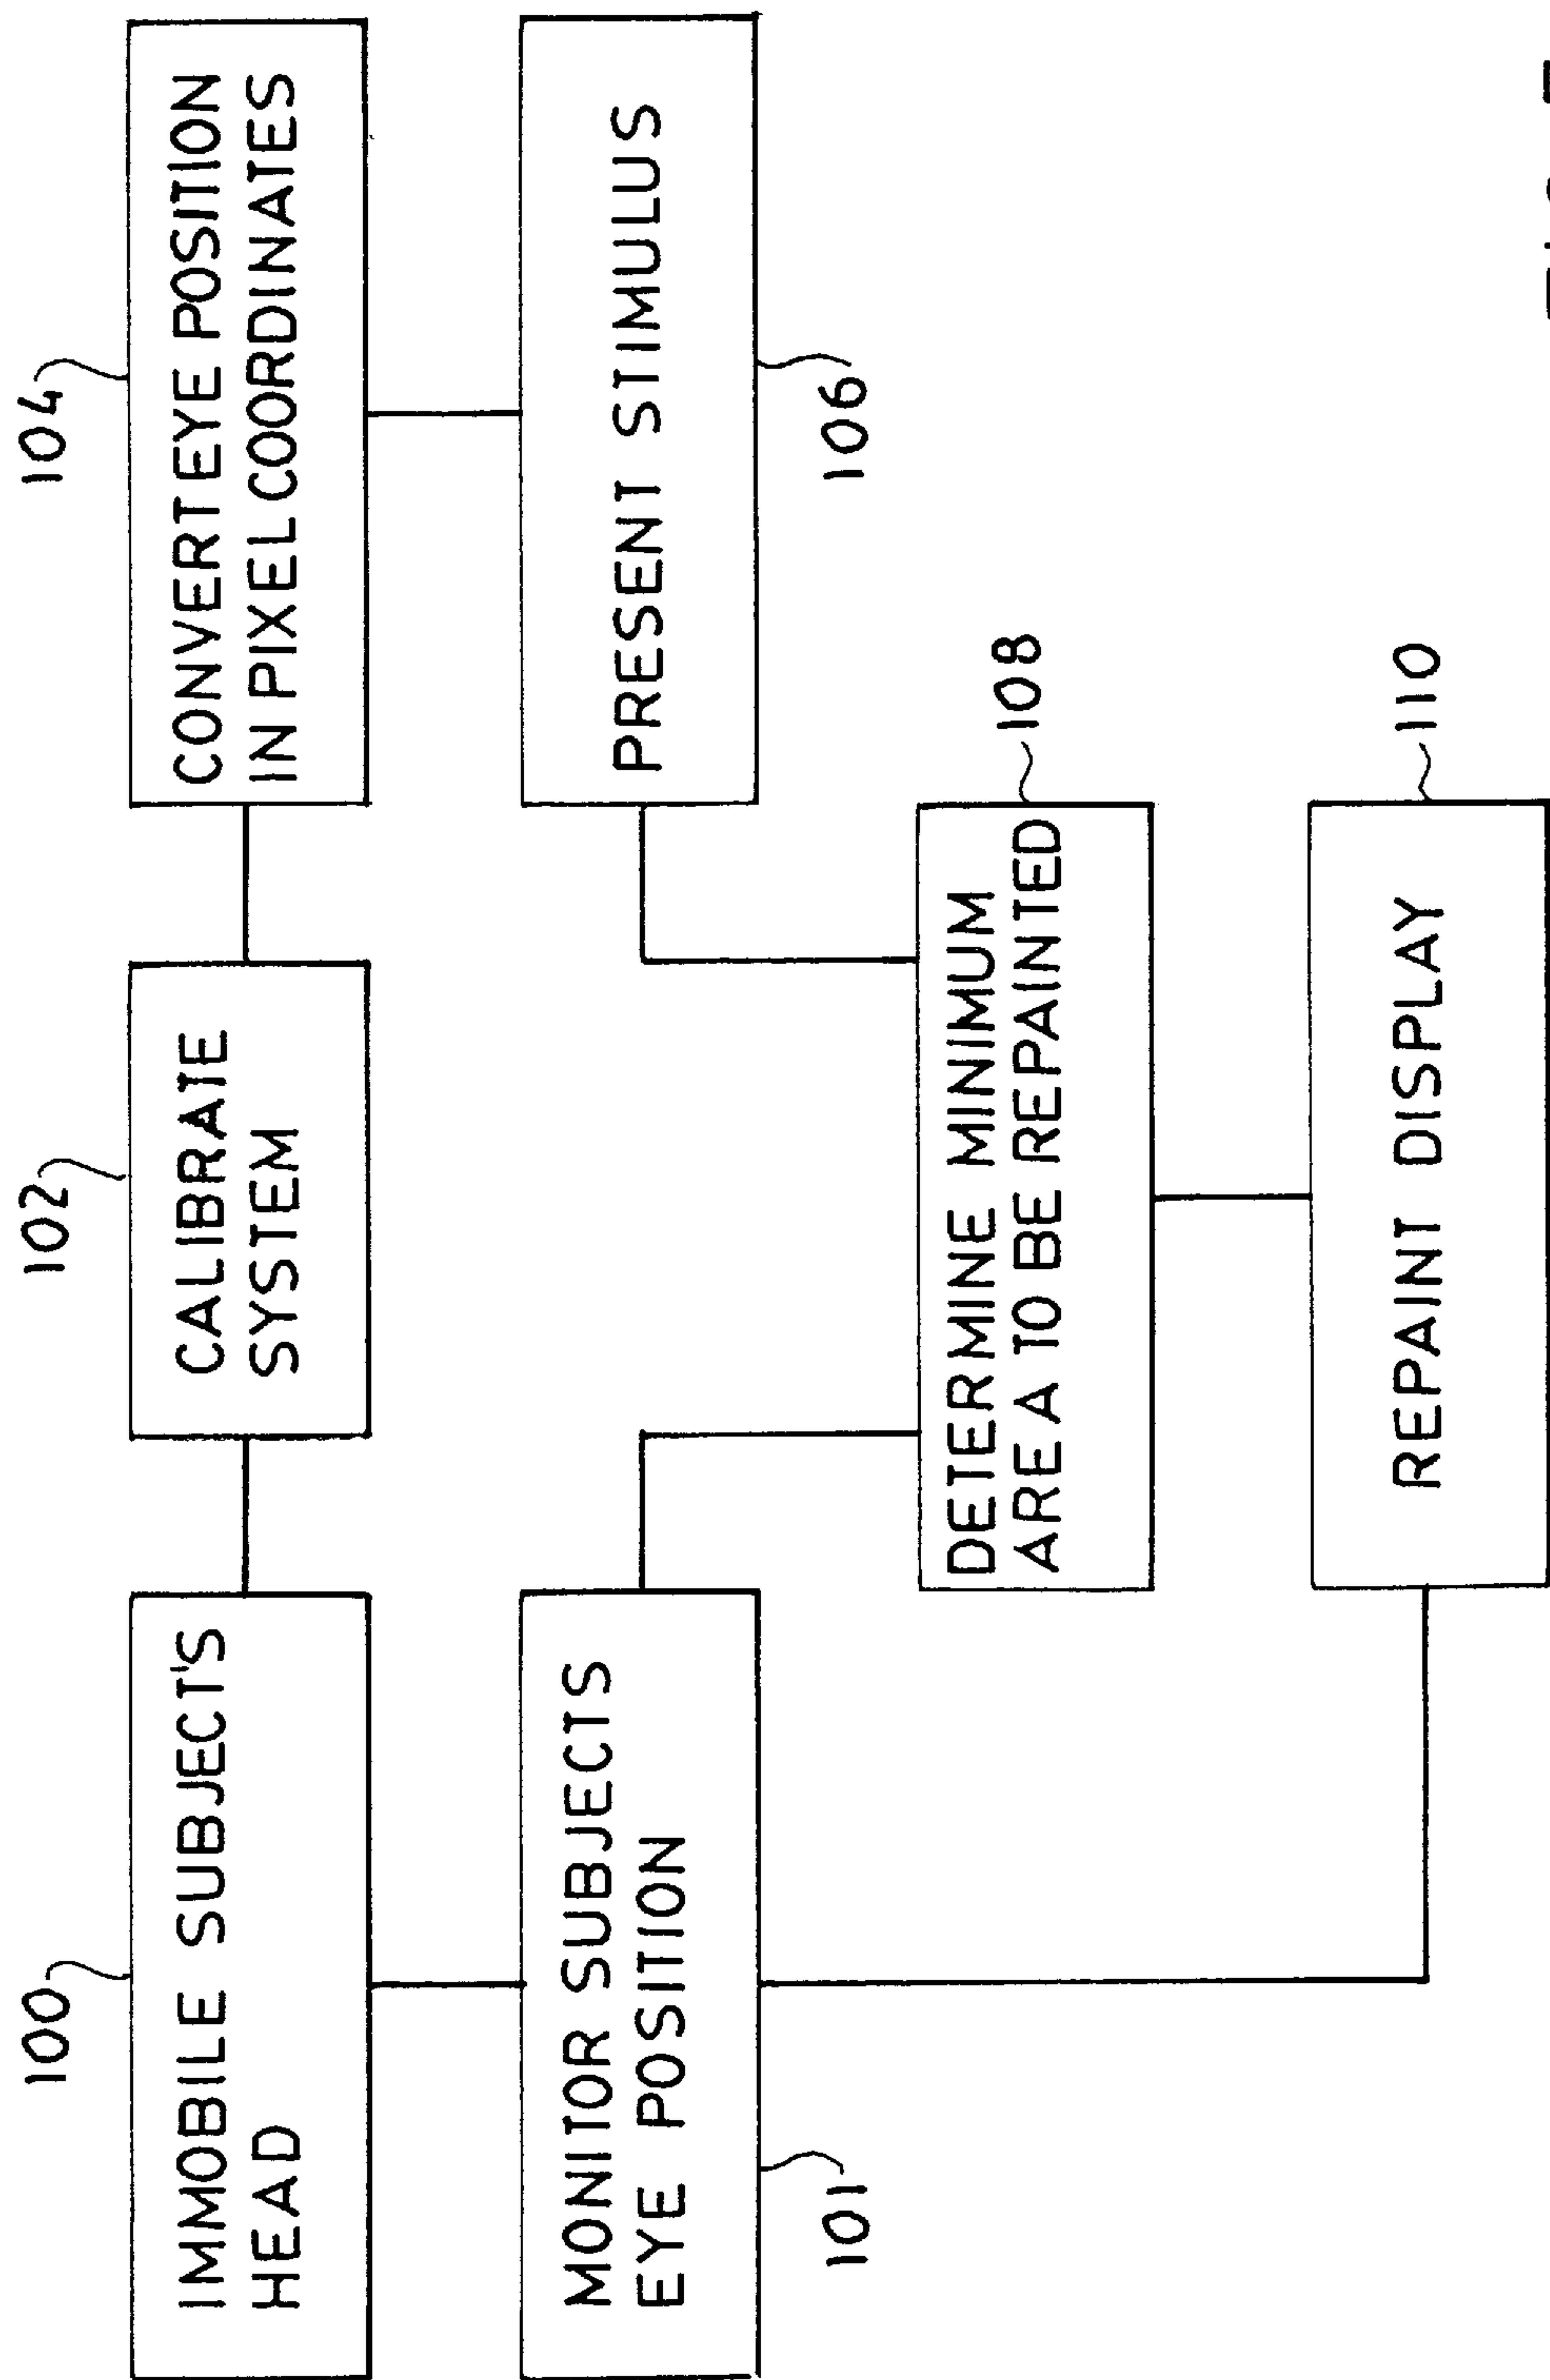 100
IMMOBILE SUBJECT'S
HEAD
102
CALIBRATE
SYSTEM
104
CONVERT EYE POSITION
IN PIXEL COORDINATES
MONITOR SUBJECTS
EYE POSITION
101
PRESENT STIMULUS
106
DETERMINE MINIMUM
ARE A TO BE REPAINTED
108
REPAINT DISPLAY
110